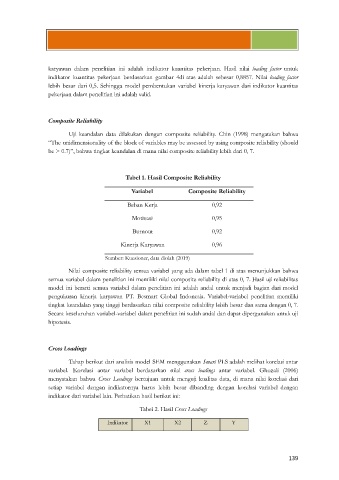 karyawan dalam penelitian ini adalah indikator kuantitas pekerjaan. Hasil nilai loading factor untuk
indikator kuantitas pekerjaan berdasarkan gambar 4di atas adalah sebesar 0,8857. Nilai loading factor
lebih besar dari 0,5. Sehingga model pembentukan variabel kinerja karyawan dari indikator kuantitas
pekerjaan dalam penelitian ini adalah valid.
Composite Reliability
Uji keandalan data dilakukan dengan composite reliability. Chin (1998) mengatakan bahwa
"The unidimensionality of the block of variables may be assessed by using composite reliability (should
be > 0.7)", bahwa tingkat keandalan di mana nilai composite reliability lebih dari 0, 7.
Tabel 1. Hasil Composite Reliability
Variabel Composite Reliability
Beban Kerja 0,92
Motivasi 0,95
Burnout 0,92
Kinerja Karyawan 0,96
Sumber: Kuesioner, data diolah (2019)
Nilai composite reliability semua variabel yang ada dalam tabel 1 di atas menunjukkan bahwa
semua variabel dalam penelitian ini memiliki nilai composite reliability di atas 0, 7. Hasil uji reliabilitas
model ini berarti semua variabel dalam penelitian ini adalah andal untuk menjadi bagian dari model
pengukuran kinerja karyawan PT. Bosmart Global Indonesia. Variabel-variabel penelitian memiliki
tingkat keandalan yang tinggi berdasarkan nilai composite reliability lebih besar dan sama dengan 0, 7.
Secara keseluruhan variabel-variabel dalam penelitian ini sudah andal dan dapat dipergunakan untuk uji
hipotesis.
Cross Loadings
Tahap berikut dari analisis model SEM menggunakan Smart PLS adalah melihat korelasi antar
variabel. Korelasi antar variabel berdasarkan nilai cross loadings antar variabel. Ghozali (2006)
menyatakan bahwa Cross Loadings bertujuan untuk menguji kualitas data, di mana nilai korelasi dari
setiap variabel dengan indikatornya harus lebih besar dibanding dengan korelasi variabel dengan
indikator dari variabel lain. Perhatikan hasil berikut ini:
Tabel 2. Hasil Cross Loadings
Indikator X1 X2 Z Y
139